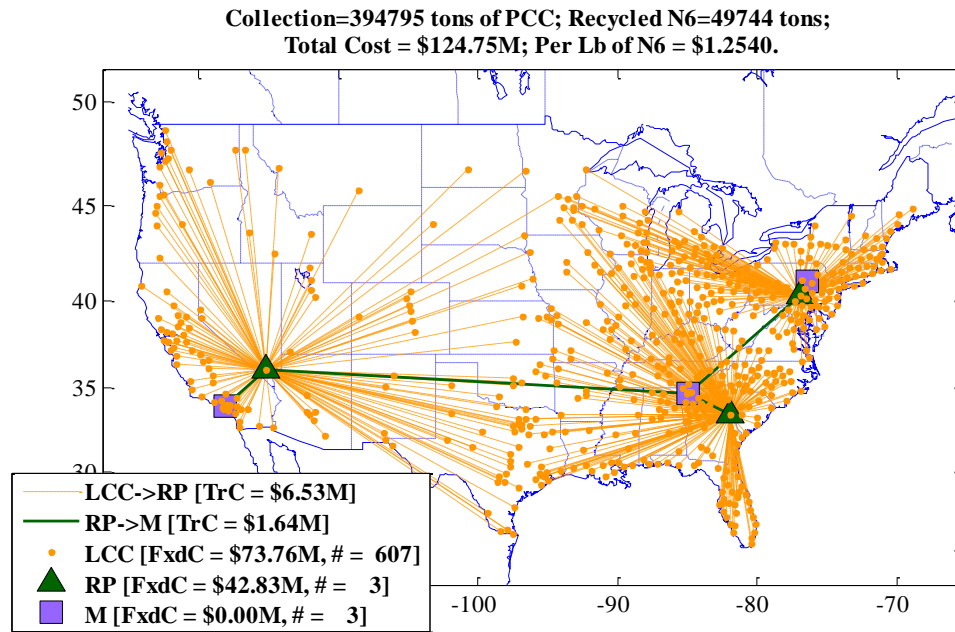 Collection=394795 tons of PCC; Recycled N6=49744 tons;
Total Cost = $124.75M; Per Lb of N6 = $1.2540.
50
45
40
35
30
LCC->RP [TrC = $6.53M]
RP->M [TrC = $1.64M]
LCC [FxdC = $73.76M, # = 607]
RP [FxdC = $42.83M, # = 3]
M [FxdC = $0.00M, # = 3]
-100 -90 -80 -70